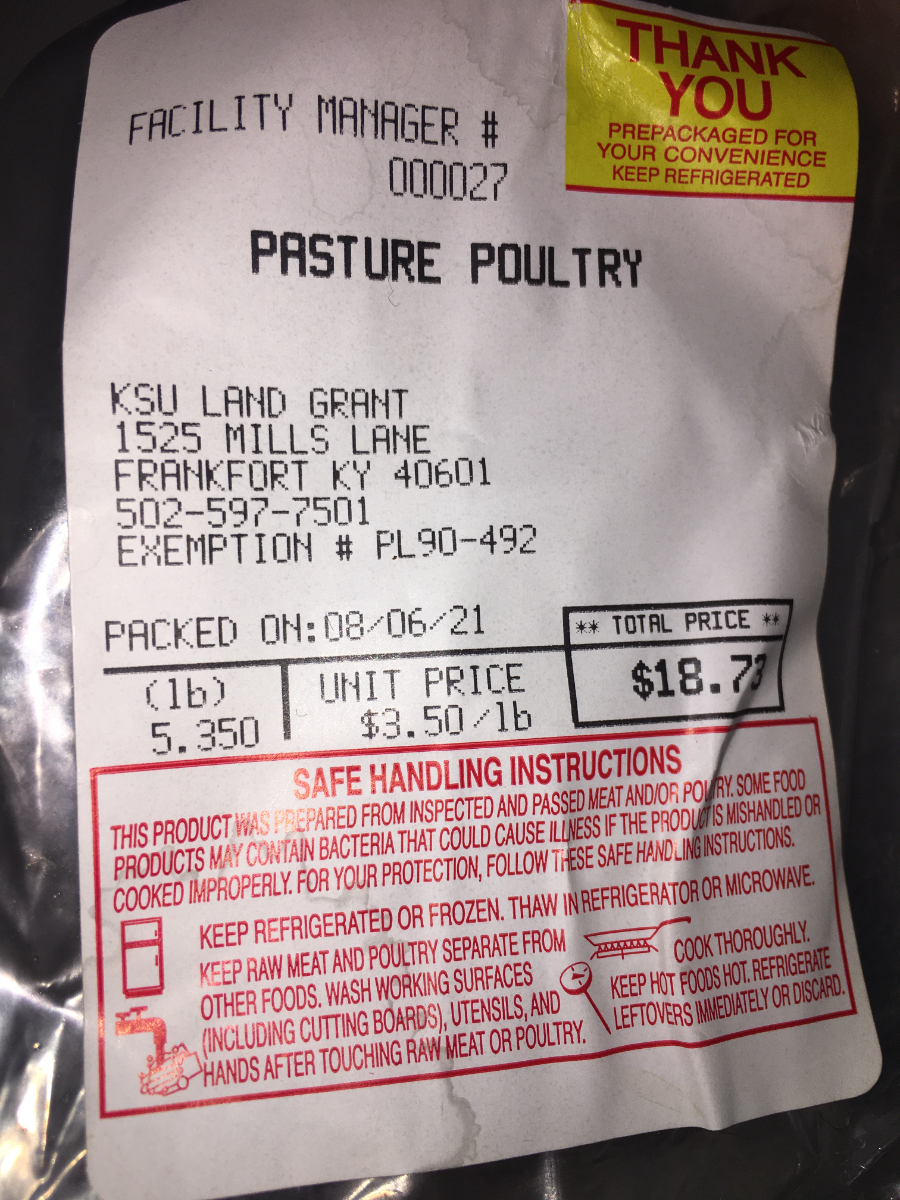 THANK
YOU
PREPACKAGED FOR
YOUR CONVENIENCE
KEEP REFRIGERATED
FACILITY MANAGER #
000027
PASTURE POULTRY
KSU LAND GRANT
1525 MILLS LANE
FRANKFORT KY 40601
502-597-7501
EXEMPTION # PL90-492
PACKED ON:08/06/21
** TOTAL PRICE **
$18.73
(lb)
5.350
UNIT PRICE
$3.50/lb
SAFE HANDLING INSTRUCTIONS
THIS PRODUCT WAS PREPARED FROM INSPECTED AND PASSED MEAT AND/OR POULTRY. SOME FOOD
PRODUCTS MAY CONTAIN BACTERIA THAT COULD CAUSE ILLNESS IF THE PRODUCT IS MISHANDLED OR
COOKED IMPROPERLY. FOR YOUR PROTECTION, FOLLOW THESE SAFE HANDLING INSTRUCTIONS.
KEEP REFRIGERATED OR FROZEN. THAW IN REFRIGERATOR OR MICROWAVE.
KEEP RAW MEAT AND POULTRY SEPARATE FROM
OTHER FOODS. WASH WORKING SURFACES
(INCLUDING CUTTING BOARDS), UTENSILS, AND
HANDS AFTER TOUCHING RAW MEAT OR POULTRY.
COOK THOROUGHLY.
KEEP HOT FOODS HOT. REFRIGERATE
LEFTOVERS IMMEDIATELY OR DISCARD.